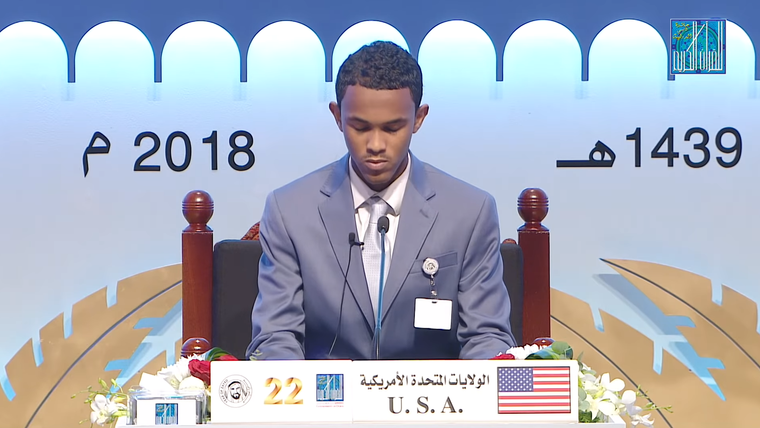 2018 م
1439 هـ
22
الولايات المتحدة الأمريكية
U. S. A.